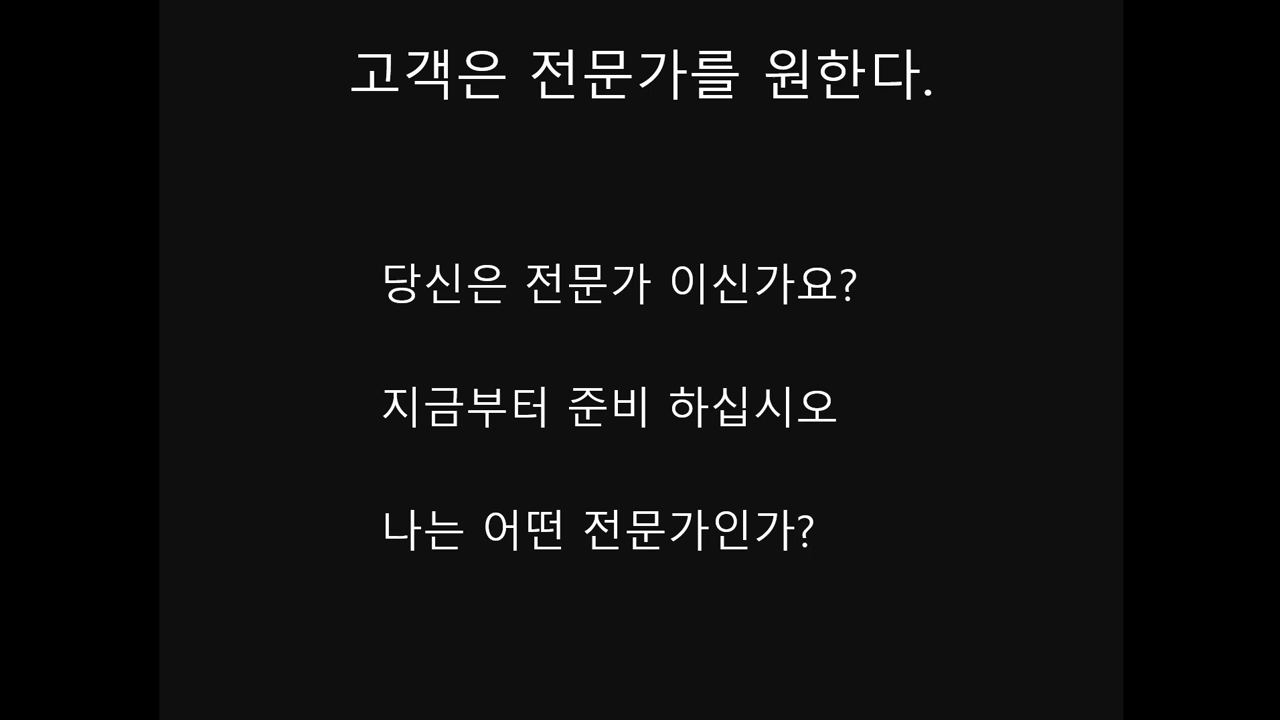 고객은 전문가를 원한다.
당신은 전문가 이신가요?
지금부터 준비 하십시오
나는 어떤 전문가인가?